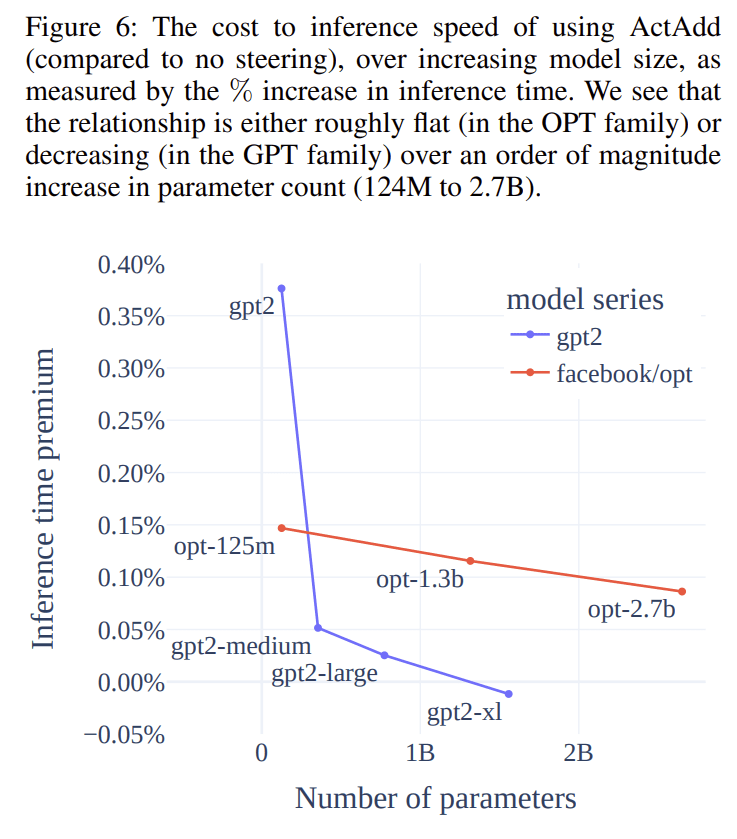 Figure 6: The cost to inference speed of using ActAdd
(compared to no steering), over increasing model size, as
measured by the % increase in inference time. We see that
the relationship is either roughly flat (in the OPT family) or
decreasing (in the GPT family) over an order of magnitude
increase in parameter count (124M to 2.7B).
0.40%
0.35%
0.30%
0.25%
0.20%
0.15%
0.10%
0.05%
0.00%
−0.05%
Inference time premium
gpt2
model series
gpt2
facebook/opt
opt-125m
opt-1.3b
opt-2.7b
gpt2-medium
gpt2-large
gpt2-xl
0
1B
2B
Number of parameters